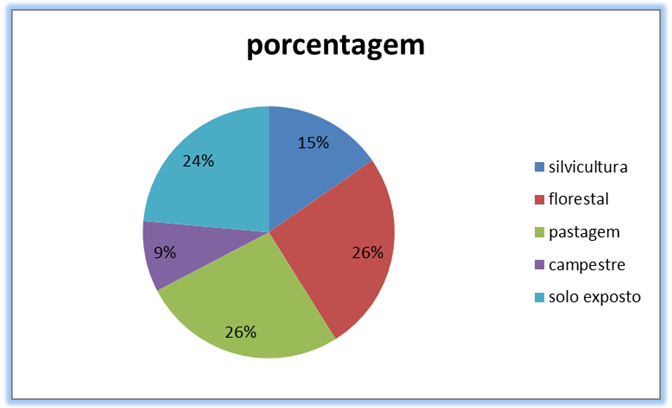 porcentagem
15%
24%
silvicultura
florestal
26%
9%
pastagem
campestre
solo exposto
26%